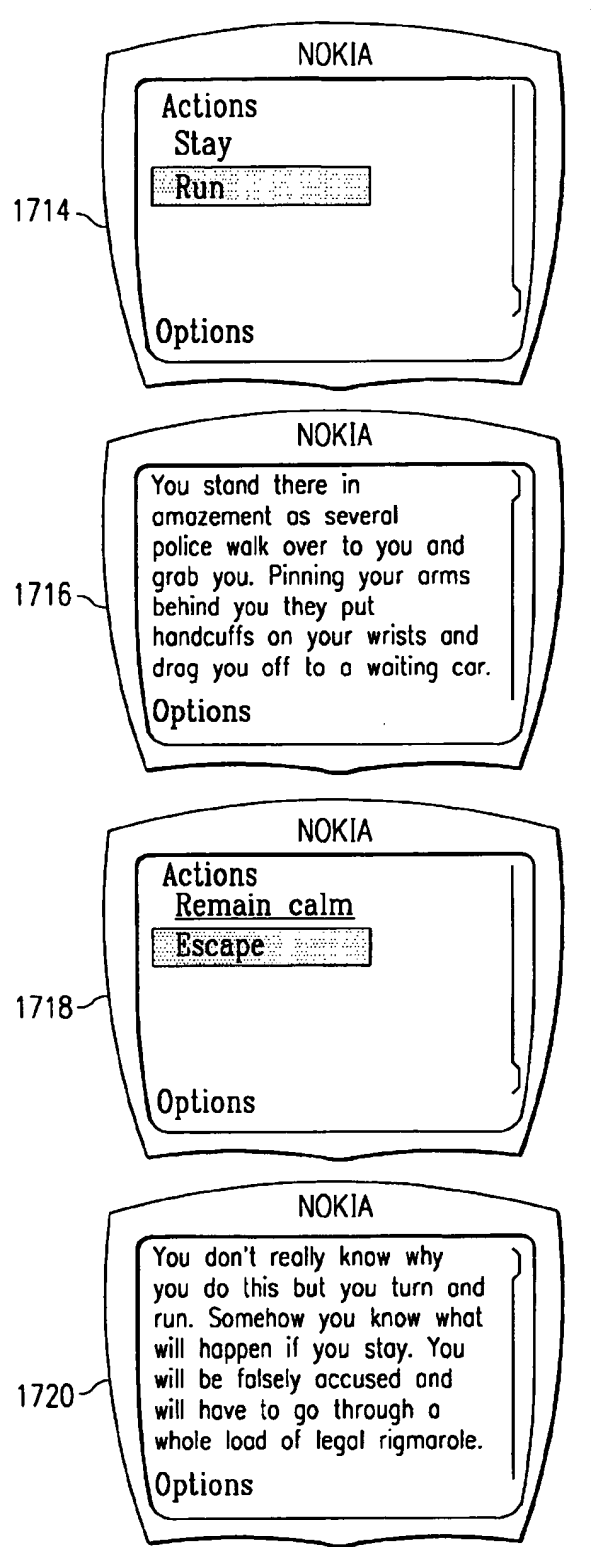 NOKIA
Actions
Stay
Run
1714
Options
NOKIA
You stand there in
amazement as several
police walk over to you and
grab you. Pinning your arms
1716
behind you they put
handcuffs on your wrists and
drag you off to a waiting car.
Options
NOKIA
Actions
Remain calm
Escape
1718
Options
NOKIA
You don't really know why
you do this but you turn and
run. Somehow you know what
will happen if you stay. You
will be falsely accused and
1720
will have to go through a
whole load of legal rigmarole.
Options